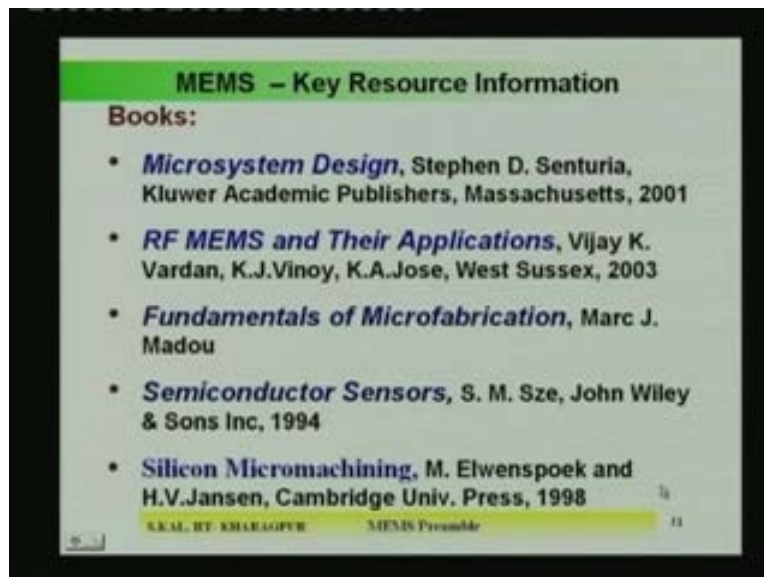 MEMS – Key Resource Information
Books:
• Microsystem Design, Stephen D. Senturia,
Kluwer Academic Publishers, Massachusetts, 2001
• RF MEMS and Their Applications, Vijay K.
Vardan, K.J.Vinoy, K.A.Jose, West Sussex, 2003
• Fundamentals of Microfabrication, Marc J.
Madou
• Semiconductor Sensors, S. M. Sze, John Wiley
& Sons Inc, 1994
• Silicon Micromachining, M. Elwenspoek and
H.V.Jansen, Cambridge Univ. Press, 1998
S.KAL, IIT- KHARAGPUR MEMS Preamble